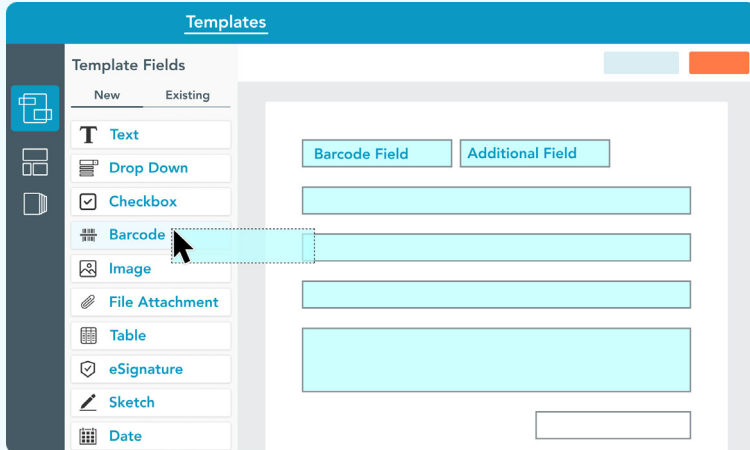 Templates
Template Fields
New Existing
Text
Drop Down
Checkbox
Barcode
Image
File Attachment
Table
eSignature
Sketch
Date
Barcode Field Additional Field